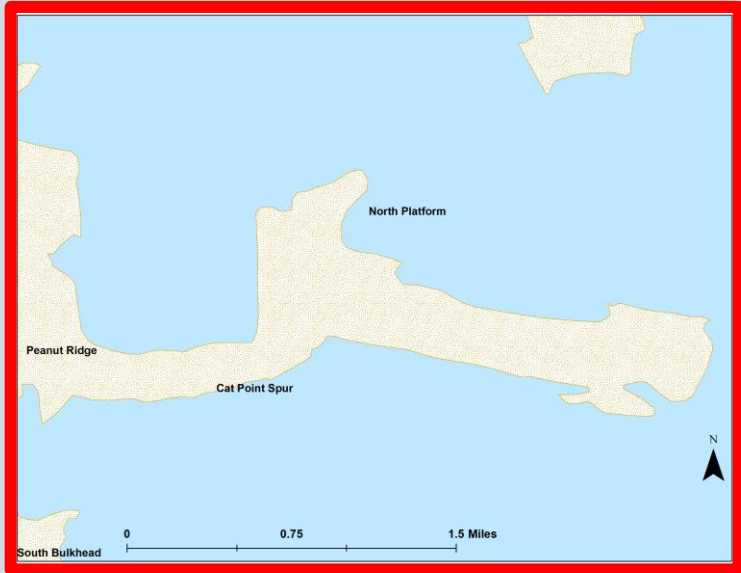 North Platform
Peanut Ridge
Cat Point Spur
N
0 0.75 1.5 Miles
South Bulkhead